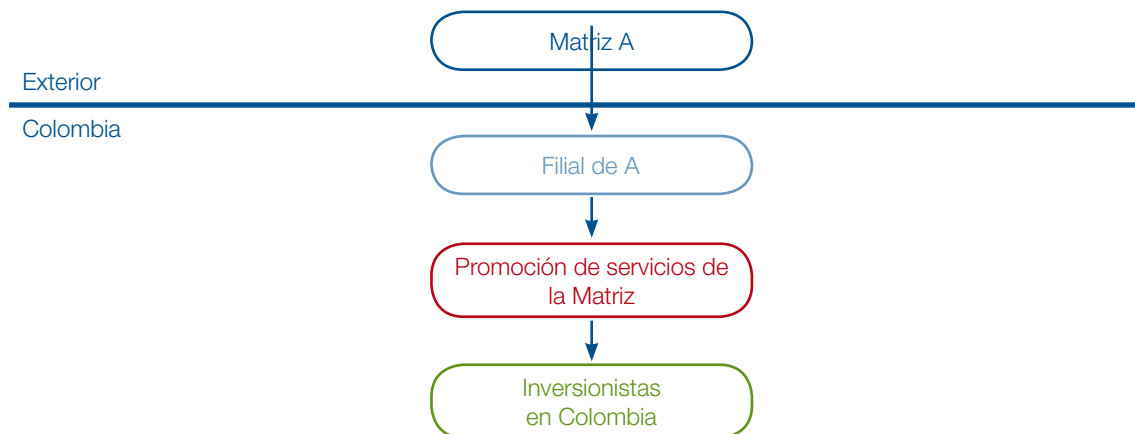 Matriz A
Exterior
Colombia
Filial de A
Promoción de servicios de
la Matriz
Inversionistas
en Colombia